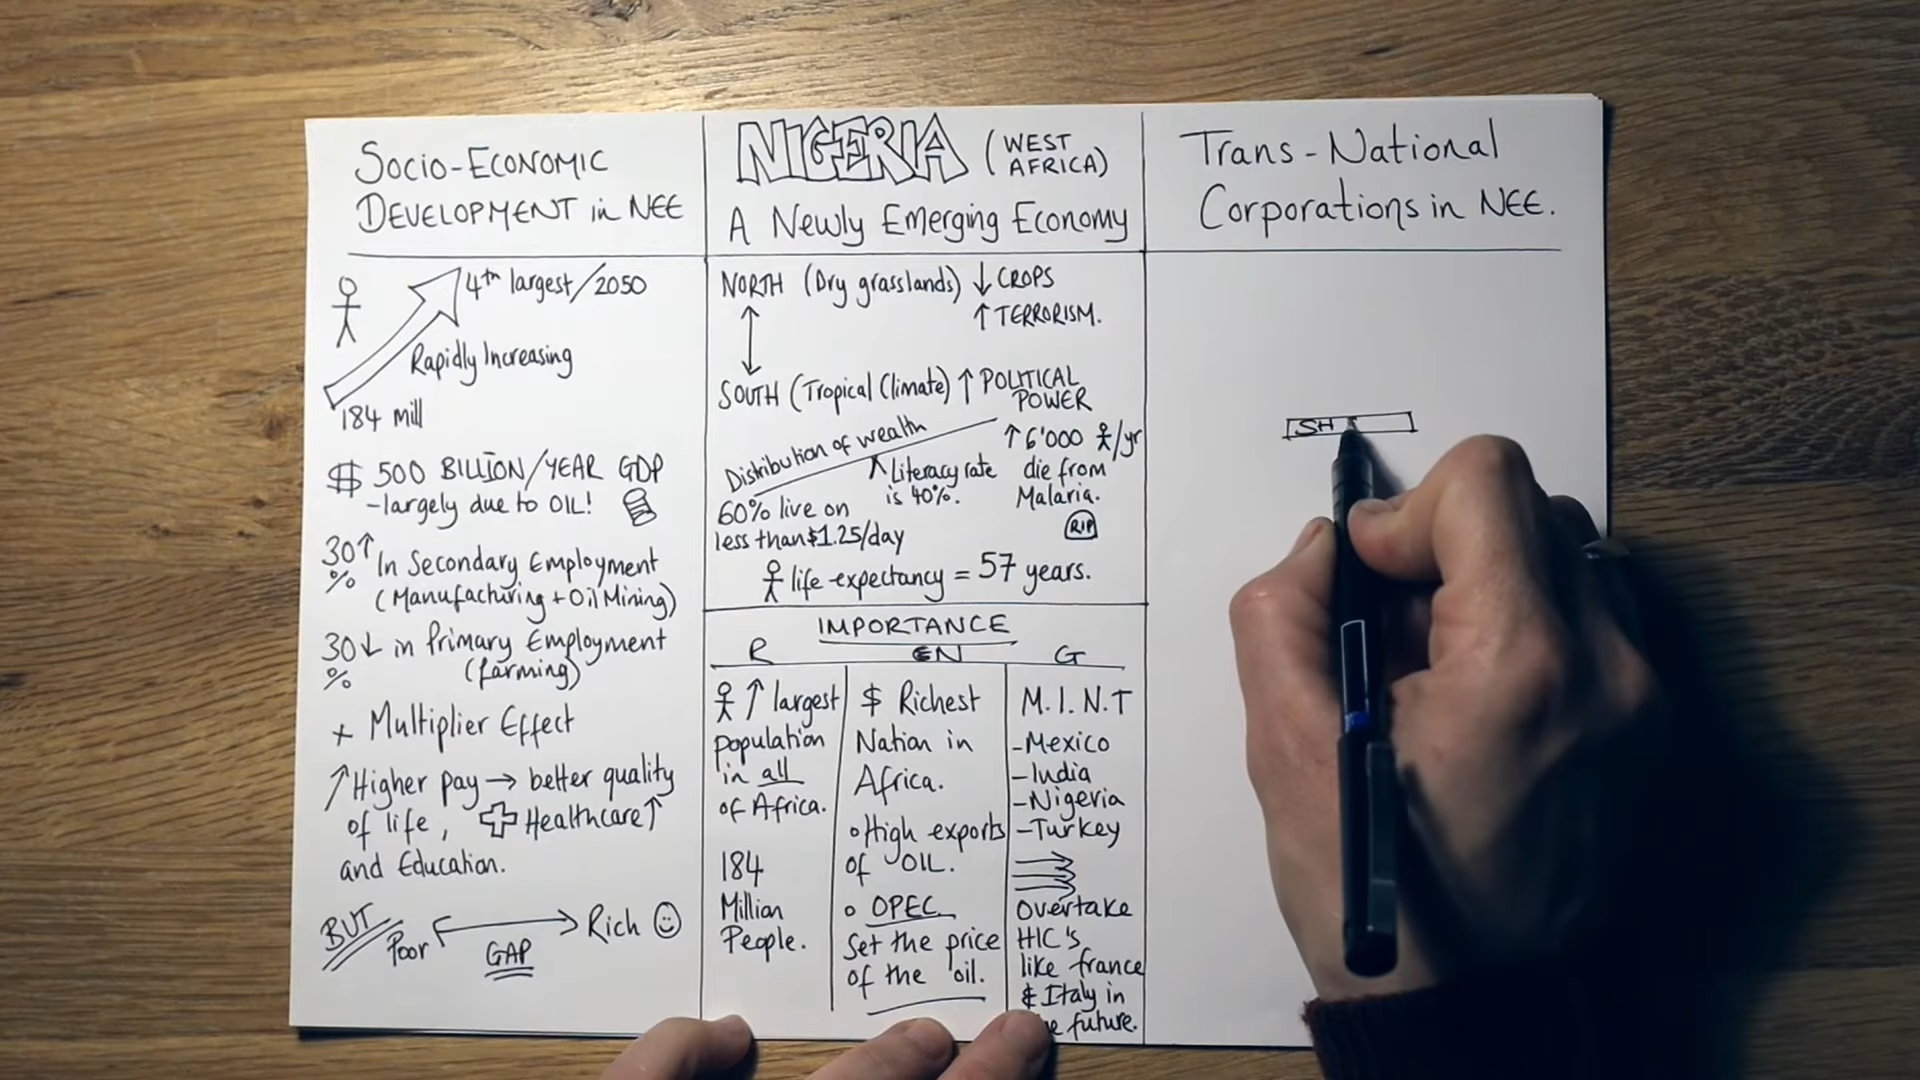 SOCIO-ECONOMIC
DEVELOPMENT in NEE
4th largest/2050
Rapidly Increasing
184 mill
$ 500 BILLION/YEAR GDP
-largely due to OIL!
30↑ In Secondary Employment
% (Manufacturing + Oil Mining)
30↓ in Primary Employment
% (farming)
x Multiplier Effect
↑Higher pay → better quality
of life, Healthcare↑
and Education.
BUT Poor Rich
GAP
NIGERIA (WEST
AFRICA)
A Newly Emerging Economy
NORTH (Dry grasslands) ↓ CROPS
↑ TERRORISM.
SOUTH (Tropical Climate) ↑ POLITICAL
POWER
Distribution of wealth
Literacy rate
is 40%.
↑ 6'000 /yr
die from
Malaria.
RIP
60% live on
less than $1.25/day
life expectancy = 57 years.
IMPORTANCE
R
↑ largest
population
in all
of Africa.
184
Million
People.
EN
$ Richest
Nation in
Africa.
• High exports
of OIL.
• OPEC
Set the price
of the oil.
G
M.I.N.T
-Mexico
-India
-Nigeria
-Turkey
Overtake
HIC's
like france
& Italy in
future.
Trans-National
Corporations in NEE.
SH